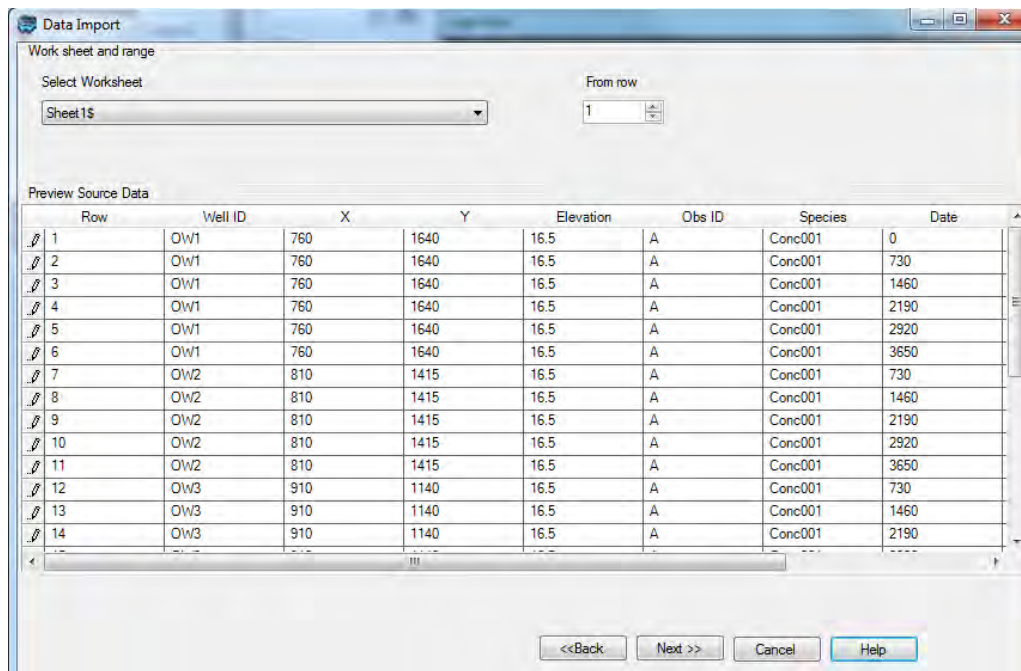 Data Import
Work sheet and range
Select Worksheet From row
Sheet1$ 1
Preview Source Data
Row Well ID X Y Elevation Obs ID Species Date
1 OW1 760 1640 16.5 A Conc001 0
2 OW1 760 1640 16.5 A Conc001 730
3 OW1 760 1640 16.5 A Conc001 1460
4 OW1 760 1640 16.5 A Conc001 2190
5 OW1 760 1640 16.5 A Conc001 2920
6 OW1 760 1640 16.5 A Conc001 3650
7 OW2 810 1415 16.5 A Conc001 730
8 OW2 810 1415 16.5 A Conc001 1460
9 OW2 810 1415 16.5 A Conc001 2190
10 OW2 810 1415 16.5 A Conc001 2920
11 OW2 810 1415 16.5 A Conc001 3650
12 OW3 910 1140 16.5 A Conc001 730
13 OW3 910 1140 16.5 A Conc001 1460
14 OW3 910 1140 16.5 A Conc001 2190
<<Back Next >> Cancel Help